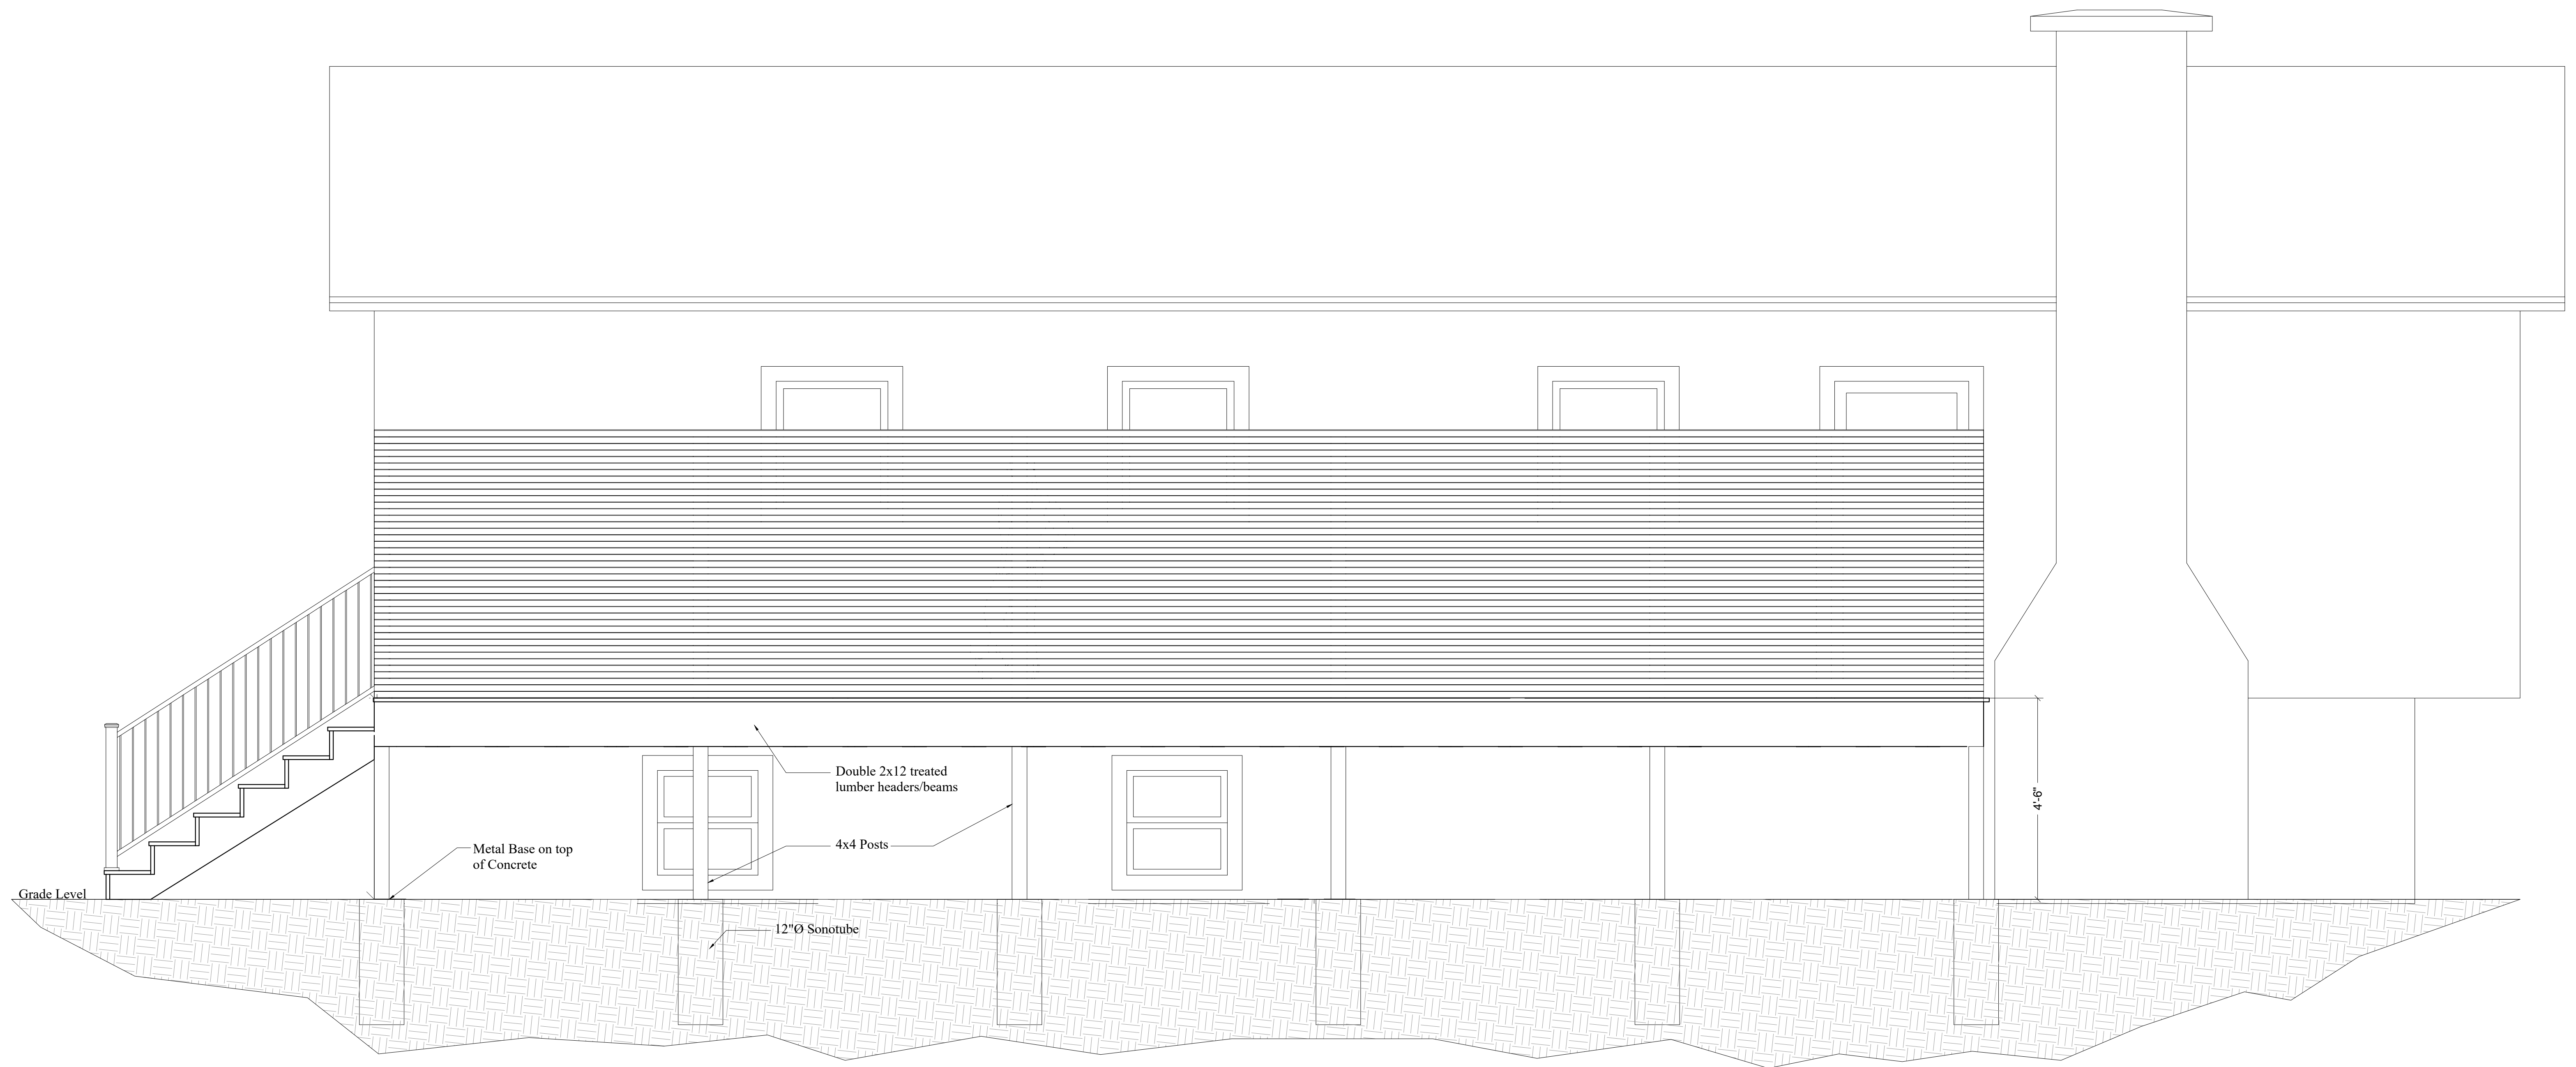 Double 2x12 treated
lumber headers/beams
4'-6"
4x4 Posts
Metal Base on top
of Concrete
Grade Level
12"Ø Sonotube